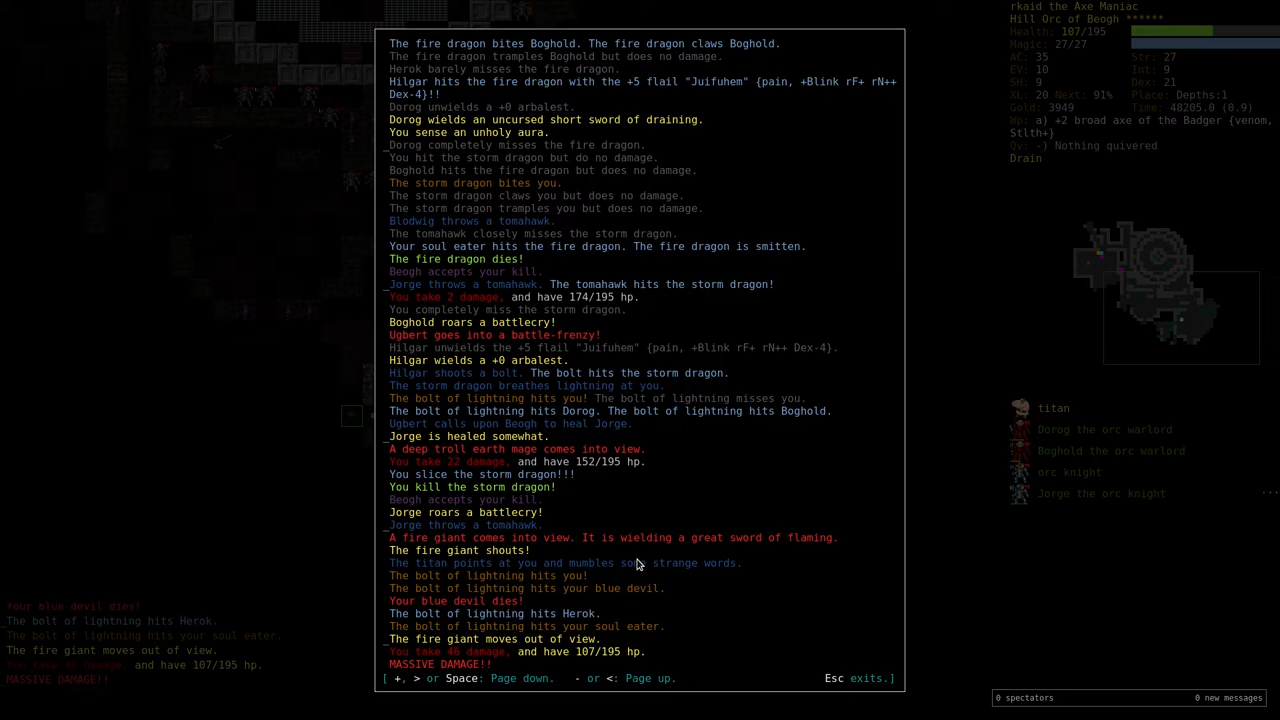 The fire dragon bites Boghold. The fire dragon claws Boghold.
The fire dragon tramples Boghold but does no damage.
Herok barely misses the fire dragon.
Hilgar hits the fire dragon with the +5 flail "Juifuhem" {pain, +Blink rF+ rN++
Dex-4}!!
Dorog unwields a +0 arbalest.
Dorog wields an uncursed short sword of draining.
You sense an unholy aura.
_Dorog completely misses the fire dragon.
You hit the storm dragon but do no damage.
Boghold hits the fire dragon but does no damage.
The storm dragon bites you.
The storm dragon claws you but does no damage.
The storm dragon tramples you but does no damage.
Blodwig throws a tomahawk.
The tomahawk closely misses the storm dragon.
Your soul eater hits the fire dragon. The fire dragon is smitten.
The fire dragon dies!
Beogh accepts your kill.
_Jorge throws a tomahawk. The tomahawk hits the storm dragon!
You take 2 damage, and have 174/195 hp.
You completely miss the storm dragon.
Boghold roars a battlecry!
Ugbert goes into a battle-frenzy!
Hilgar unwields the +5 flail "Juifuhem" {pain, +Blink rF+ rN++ Dex-4}.
Hilgar wields a +0 arbalest.
Hilgar shoots a bolt. The bolt hits the storm dragon.
The storm dragon breathes lightning at you.
The bolt of lightning hits you! The bolt of lightning misses you.
The bolt of lightning hits Dorog. The bolt of lightning hits Boghold.
Ugbert calls upon Beogh to heal Jorge.
_Jorge is healed somewhat.
A deep troll earth mage comes into view.
You take 22 damage, and have 152/195 hp.
You slice the storm dragon!!!
You kill the storm dragon!
Beogh accepts your kill.
Jorge roars a battlecry!
_Jorge throws a tomahawk.
A fire giant comes into view. It is wielding a great sword of flaming.
The fire giant shouts!
The titan points at you and mumbles some strange words.
The bolt of lightning hits you!
The bolt of lightning hits your blue devil.
Your blue devil dies!
The bolt of lightning hits Herok.
The bolt of lightning hits your soul eater.
_The fire giant moves out of view.
You take 46 damage, and have 107/195 hp.
MASSIVE DAMAGE!!
[ +, > or Space: Page down.   - or <: Page up.   Esc exits.]
rkaid the Axe Maniac
Hill Orc of Beogh ******
Health: 107/195
Magic: 27/27
AC: 35 Str: 27
EV: 10 Int: 9
SH: 9 Dex: 21
XL: 20 Next: 91% Place: Depths:1
Gold: 3949 Time: 48205.0 (0.9)
Wp: a) +2 broad axe of the Badger {venom,
Stlth+}
Qv: -) Nothing quivered
Drain
titan
Dorog the orc warlord
Boghold the orc warlord
orc knight
Jorge the orc knight
...
Your blue devil dies!
_The bolt of lightning hits Herok.
The bolt of lightning hits your soul eater.
The fire giant moves out of view.
You take 46 damage, and have 107/195 hp.
MASSIVE DAMAGE!!
0 spectators 0 new messages